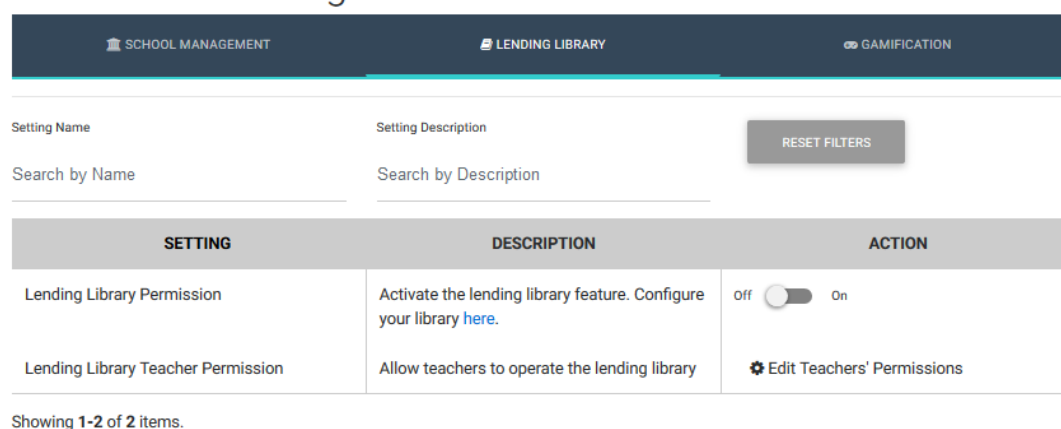 SCHOOL MANAGEMENT
LENDING LIBRARY
GAMIFICATION
Setting Name
Setting Description
RESET FILTERS
Search by Name
Search by Description
SETTING
DESCRIPTION
ACTION
Lending Library Permission
Activate the lending library feature. Configure
your library here.
Off
On
Lending Library Teacher Permission
Allow teachers to operate the lending library
Edit Teachers' Permissions
Showing 1-2 of 2 items.